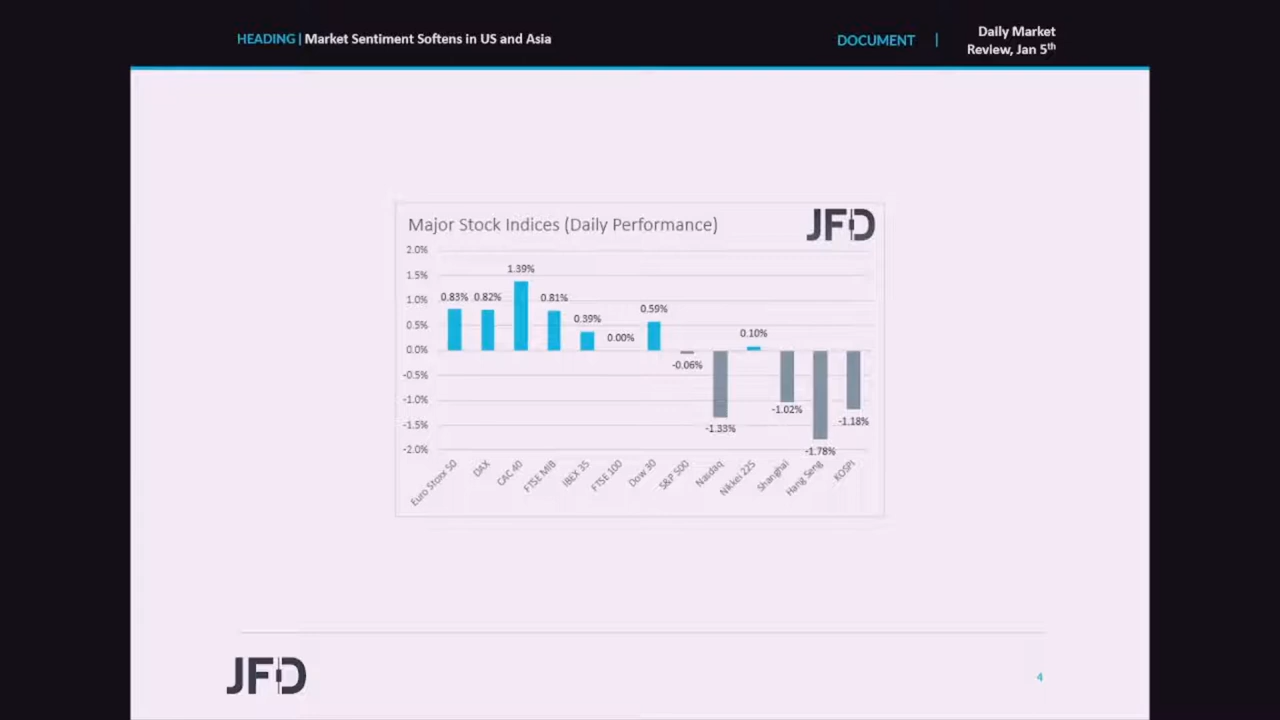 HEADING | Market Sentiment Softens in US and Asia
DOCUMENT |
Daily Market
Review, Jan 5th
Major Stock Indices (Daily Performance)
JFD
2.0%
1.5%
1.0%
0.5%
0.0%
-0.5%
-1.0%
-1.5%
-2.0%
0.83%
0.82%
1.39%
0.81%
0.39%
0.00%
0.59%
-0.06%
-1.33%
0.10%
-1.02%
-1.78%
-1.18%
Euro Stoxx 50
DAX
CAC 40
FTSE MIB
IBEX 35
FTSE 100
Dow 30
S&P 500
Nasdaq
Nikkei 225
Shanghai
Hang Seng
KOSPI
JFD
4